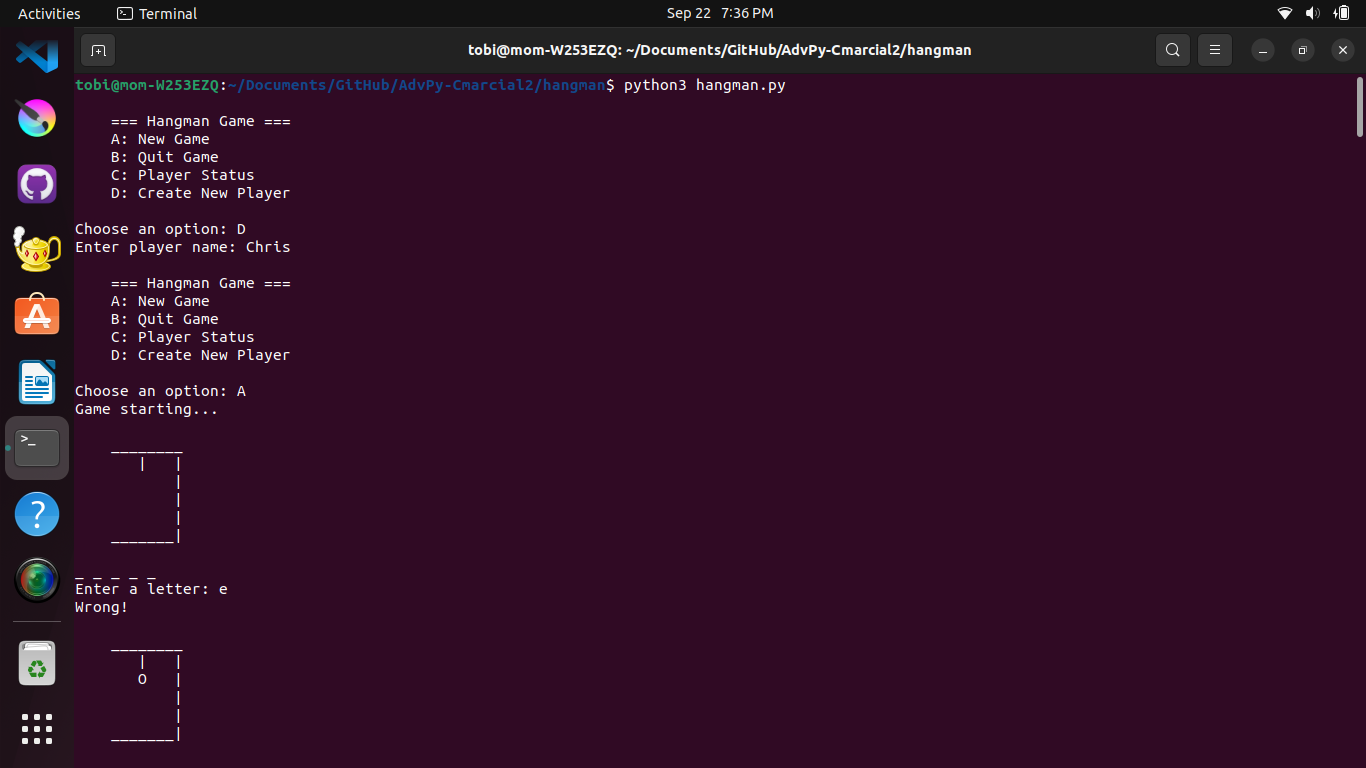 Activities Terminal Sep 22 7:36 PM
tobi@mom-W253EZQ: ~/Documents/GitHub/AdvPy-Cmarcial2/hangman
tobi@mom-W253EZQ:~/Documents/GitHub/AdvPy-Cmarcial2/hangman$ python3 hangman.py

    === Hangman Game ===
    A: New Game
    B: Quit Game
    C: Player Status
    D: Create New Player

Choose an option: D
Enter player name: Chris

    === Hangman Game ===
    A: New Game
    B: Quit Game
    C: Player Status
    D: Create New Player

Choose an option: A
Game starting...

    ________
       |   |
           |
           |
           |
    _______|

_ _ _ _ _
Enter a letter: e
Wrong!

    ________
       |   |
       O   |
           |
           |
    _______|